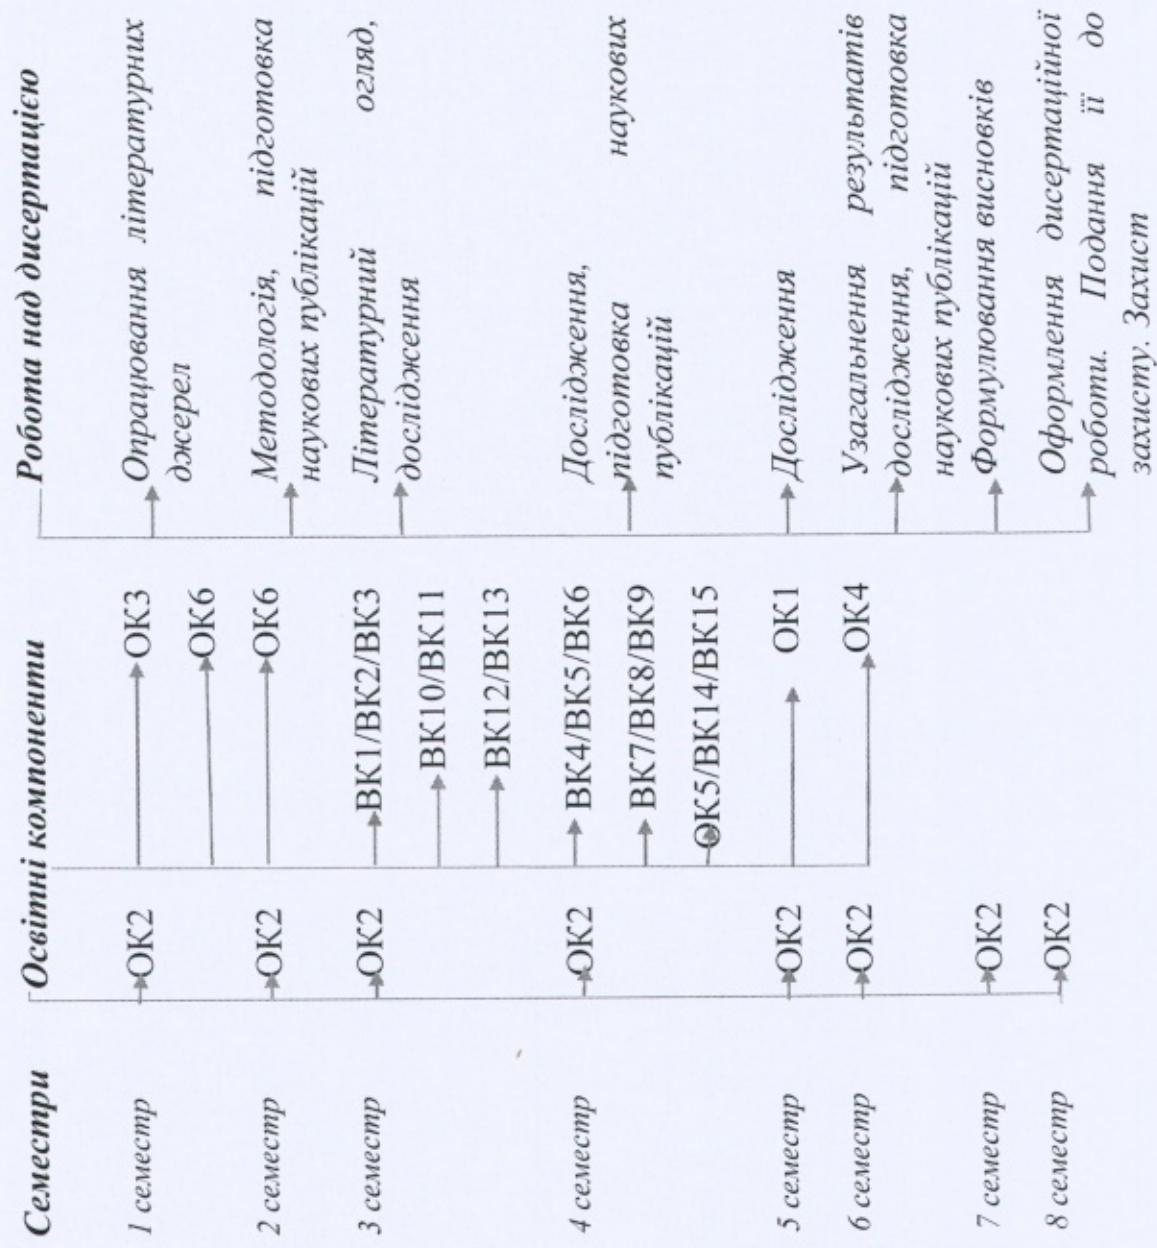 Семестри Освітні компоненти Робота над дисертацією
1 семестр ОК2 ОК3 Опрацювання літературних
джерел
ОК6
2 семестр ОК2 ОК6 Методологія, підготовка
наукових публікацій
3 семестр ОК2 ВК1/ВК2/ВК3 Літературний огляд,
дослідження
ВК10/ВК11
ВК12/ВК13
4 семестр ОК2 ВК4/ВК5/ВК6 Дослідження,
підготовка наукових
ВК7/ВК8/ВК9 публікацій
ОК5/ВК14/ВК15
5 семестр ОК2 ОК1 Дослідження
6 семестр ОК2 ОК4 Узагальнення результатів
дослідження, підготовка
наукових публікацій
7 семестр ОК2 Формулювання висновків
8 семестр ОК2 Оформлення дисертаційної
роботи. Подання її до
захисту. Захист